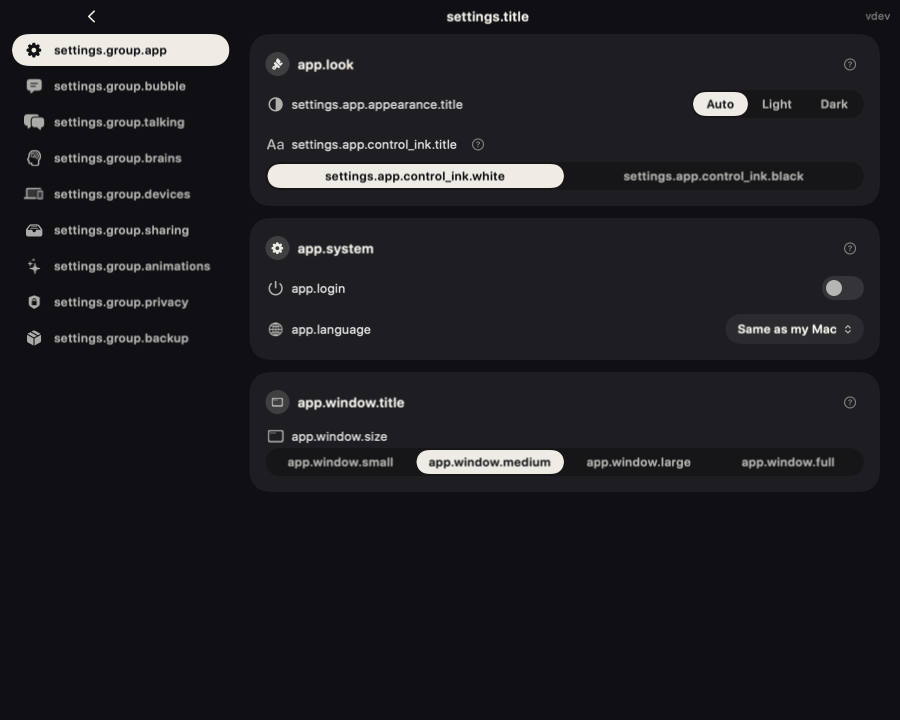 settings.title
vdev
settings.group.app
settings.group.bubble
settings.group.talking
settings.group.brains
settings.group.devices
settings.group.sharing
settings.group.animations
settings.group.privacy
settings.group.backup
app.look
settings.app.appearance.title
Auto Light Dark
Aa settings.app.control_ink.title
settings.app.control_ink.white settings.app.control_ink.black
app.system
app.login
app.language
Same as my Mac
app.window.title
app.window.size
app.window.small app.window.medium app.window.large app.window.full